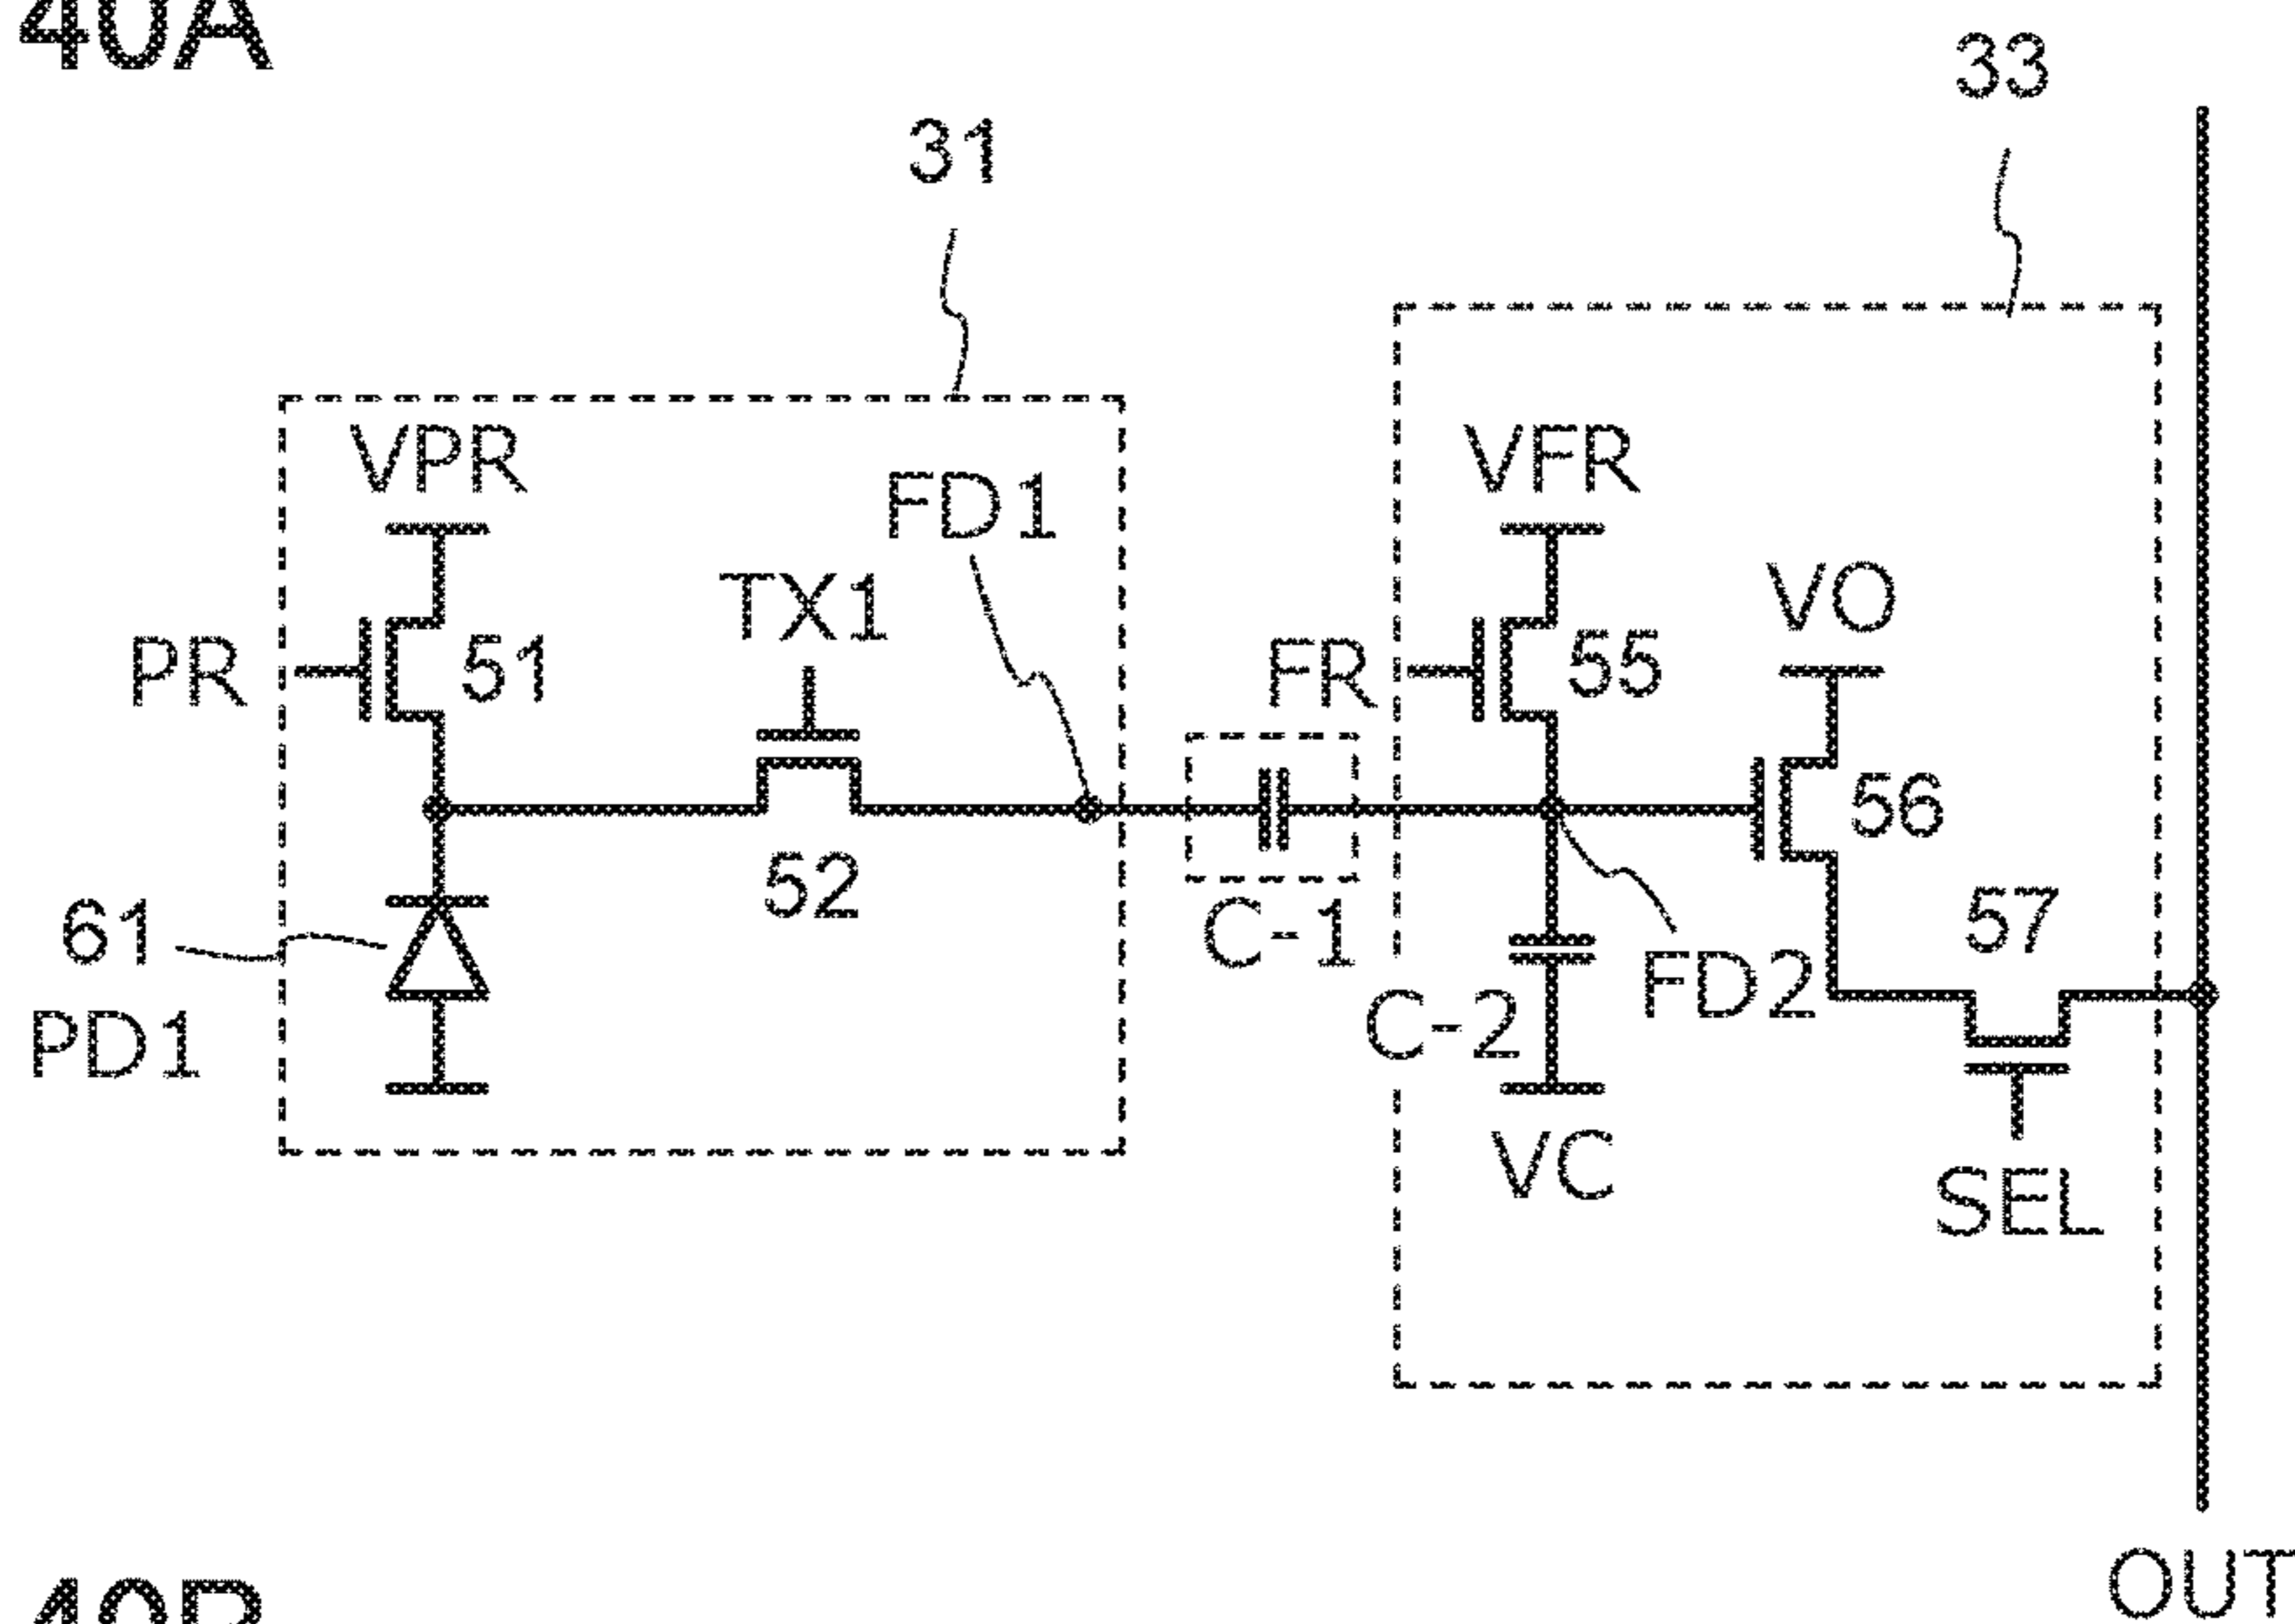 40A
33
31
VPR
FD1
VFR
TX1
VO
PR
51
FR
55
56
52
61
C-1
57
PD1
C-2
FD2
VC
SEL
OUT
40B